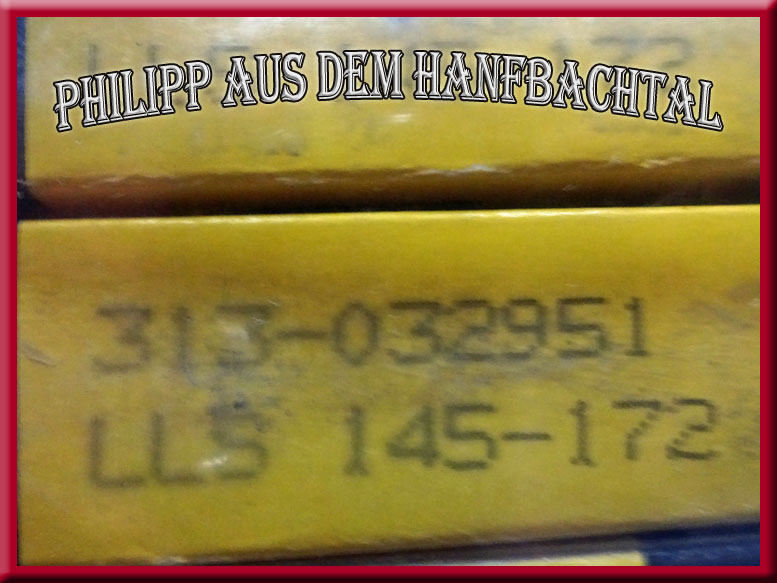 PHILIPP AUS DEM HANFBACHTAL
313-032951
LLS 145-172